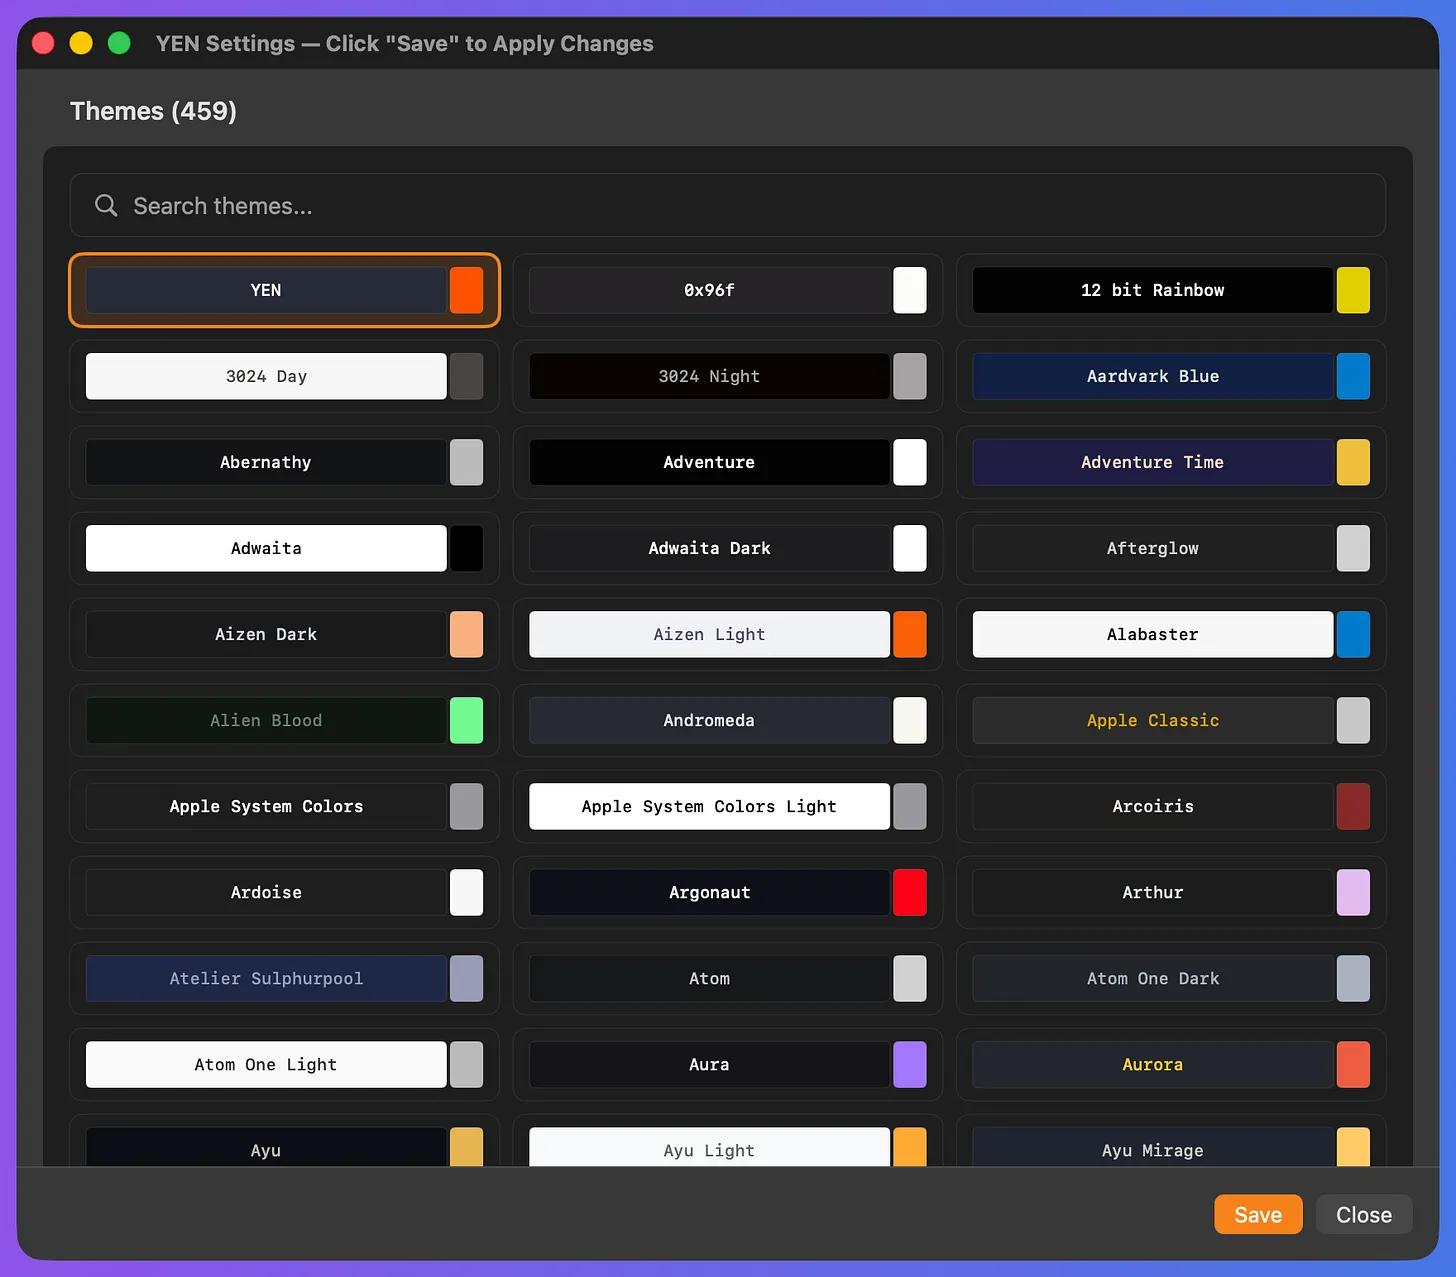 YEN Settings — Click "Save" to Apply Changes
Themes (459)
Search themes...
YEN
0x96f
12 bit Rainbow
3024 Day
3024 Night
Aardvark Blue
Abernathy
Adventure
Adventure Time
Adwaita
Adwaita Dark
Afterglow
Aizen Dark
Aizen Light
Alabaster
Alien Blood
Andromeda
Apple Classic
Apple System Colors
Apple System Colors Light
Arcoiris
Ardoise
Argonaut
Arthur
Atelier Sulphurpool
Atom
Atom One Dark
Atom One Light
Aura
Aurora
Ayu
Ayu Light
Ayu Mirage
Save
Close